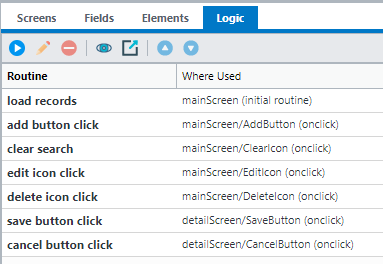 Screens Fields Elements Logic
Routine Where Used
load records mainScreen (initial routine)
add button click mainScreen/AddButton (onclick)
clear search mainScreen/ClearIcon (onclick)
edit icon click mainScreen/EditIcon (onclick)
delete icon click mainScreen/DeleteIcon (onclick)
save button click detailScreen/SaveButton (onclick)
cancel button click detailScreen/CancelButton (onclick)